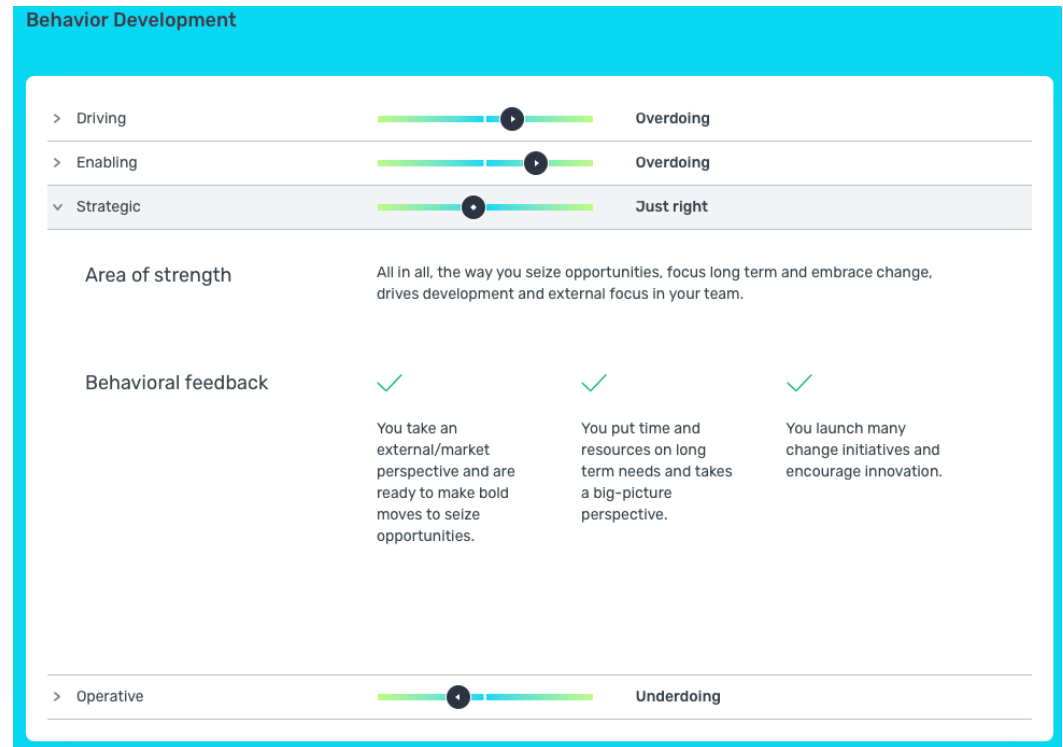 Behavior Development
Driving
Overdoing
Enabling
Overdoing
Strategic
Just right
Area of strength
All in all, the way you seize opportunities, focus long term and embrace change,
drives development and external focus in your team.
Behavioral feedback
You take an
external/market
perspective and are
ready to make bold
moves to seize
opportunities.
You put time and
resources on long
term needs and takes
a big-picture
perspective.
You launch many
change initiatives and
encourage innovation.
Operative
Underdoing